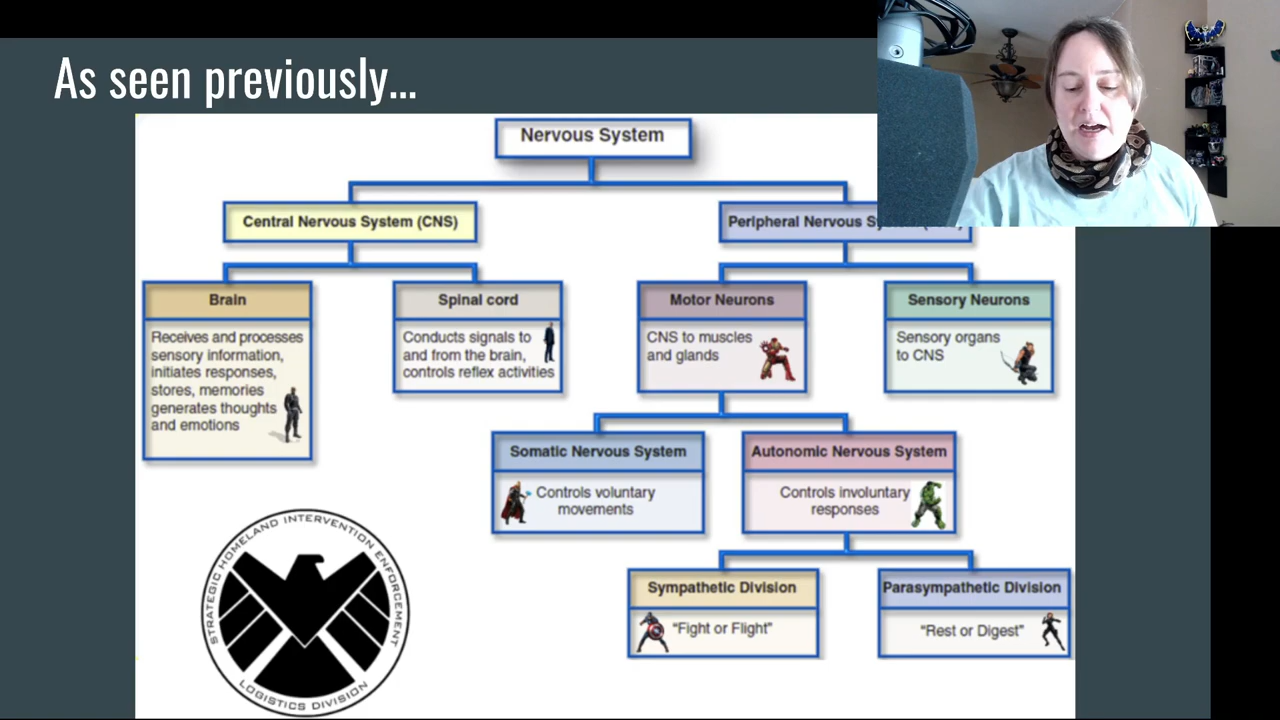 As seen previously...
Nervous System
Central Nervous System (CNS)
Peripheral Nervous
Brain
Receives and processes
sensory information,
initiates responses,
stores, memories
generates thoughts
and emotions
Spinal cord
Conducts signals to
and from the brain,
controls reflex activities
Motor Neurons
CNS to muscles
and glands
Sensory Neurons
Sensory organs
to CNS
Somatic Nervous System
Controls voluntary
movements
Autonomic Nervous System
Controls involuntary
responses
Sympathetic Division
"Fight or Flight"
Parasympathetic Division
"Rest or Digest"
STRATEGIC HOMELAND INTERVENTION ENFORCEMENT
LOGISTICS DIVISION